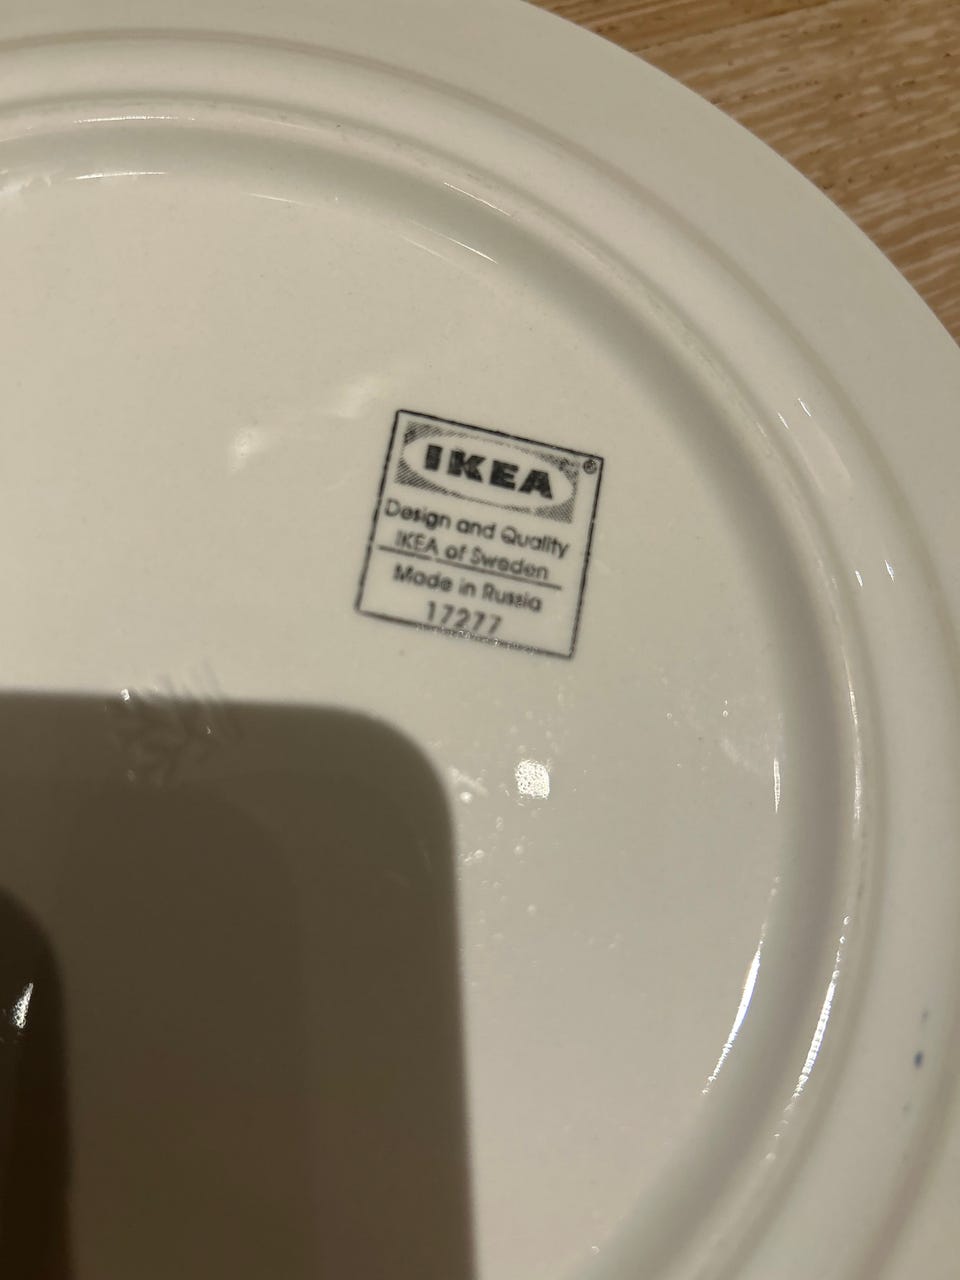 IKEA®
Design and Quality
IKEA of Sweden
Made in Russia
17277